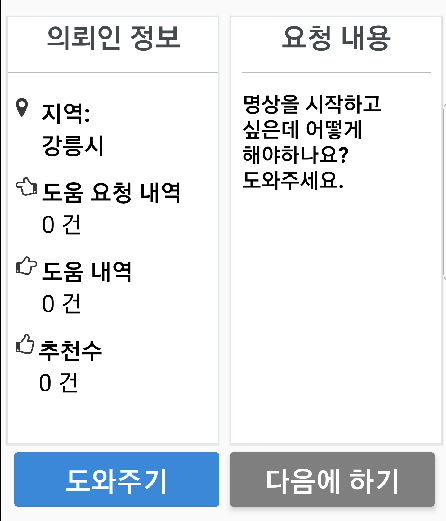 의뢰인 정보
지역:
강릉시
도움 요청 내역
0 건
도움 내역
0 건
추천수
0 건
요청 내용
명상을 시작하고
싶은데 어떻게
해야하나요?
도와주세요.
도와주기
다음에 하기